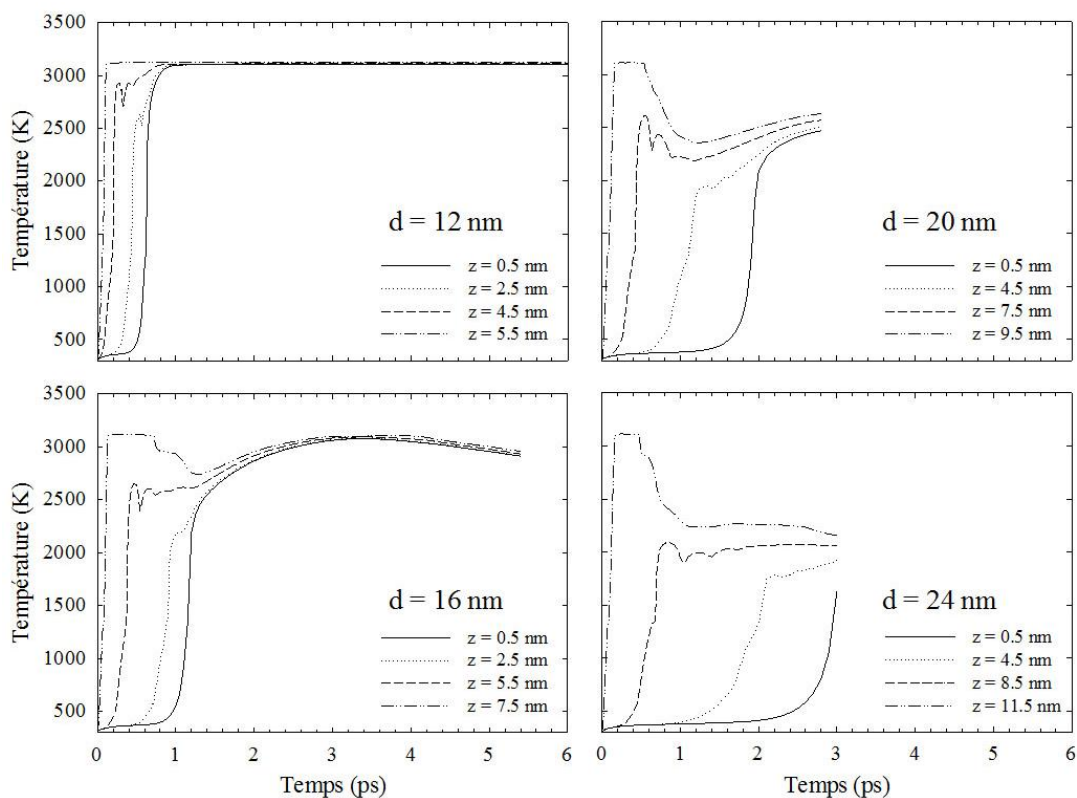 3500
3000
2500
2000
1500
1000
500
Température (K)
d = 12 nm
z = 0.5 nm
z = 2.5 nm
z = 4.5 nm
z = 5.5 nm
d = 20 nm
z = 0.5 nm
z = 4.5 nm
z = 7.5 nm
z = 9.5 nm
3500
3000
2500
2000
1500
1000
500
Température (K)
d = 16 nm
z = 0.5 nm
z = 2.5 nm
z = 5.5 nm
z = 7.5 nm
0 1 2 3 4 5 6
Temps (ps)
d = 24 nm
z = 0.5 nm
z = 4.5 nm
z = 8.5 nm
z = 11.5 nm
0 1 2 3 4 5 6
Temps (ps)